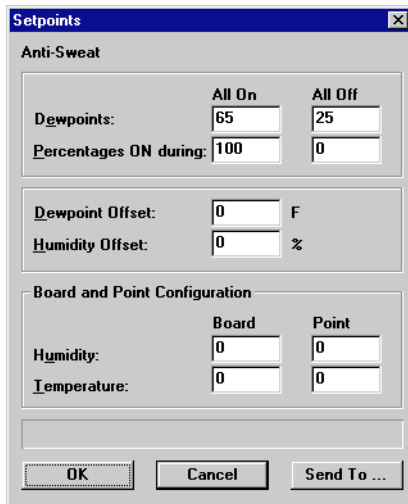 Setpoints
Anti-Sweat
All On All Off
Dewpoints: 65 25
Percentages ON during: 100 0
Dewpoint Offset: 0 F
Humidity Offset: 0 %
Board and Point Configuration
Board Point
Humidity: 0 0
Temperature: 0 0
OK Cancel Send To ...